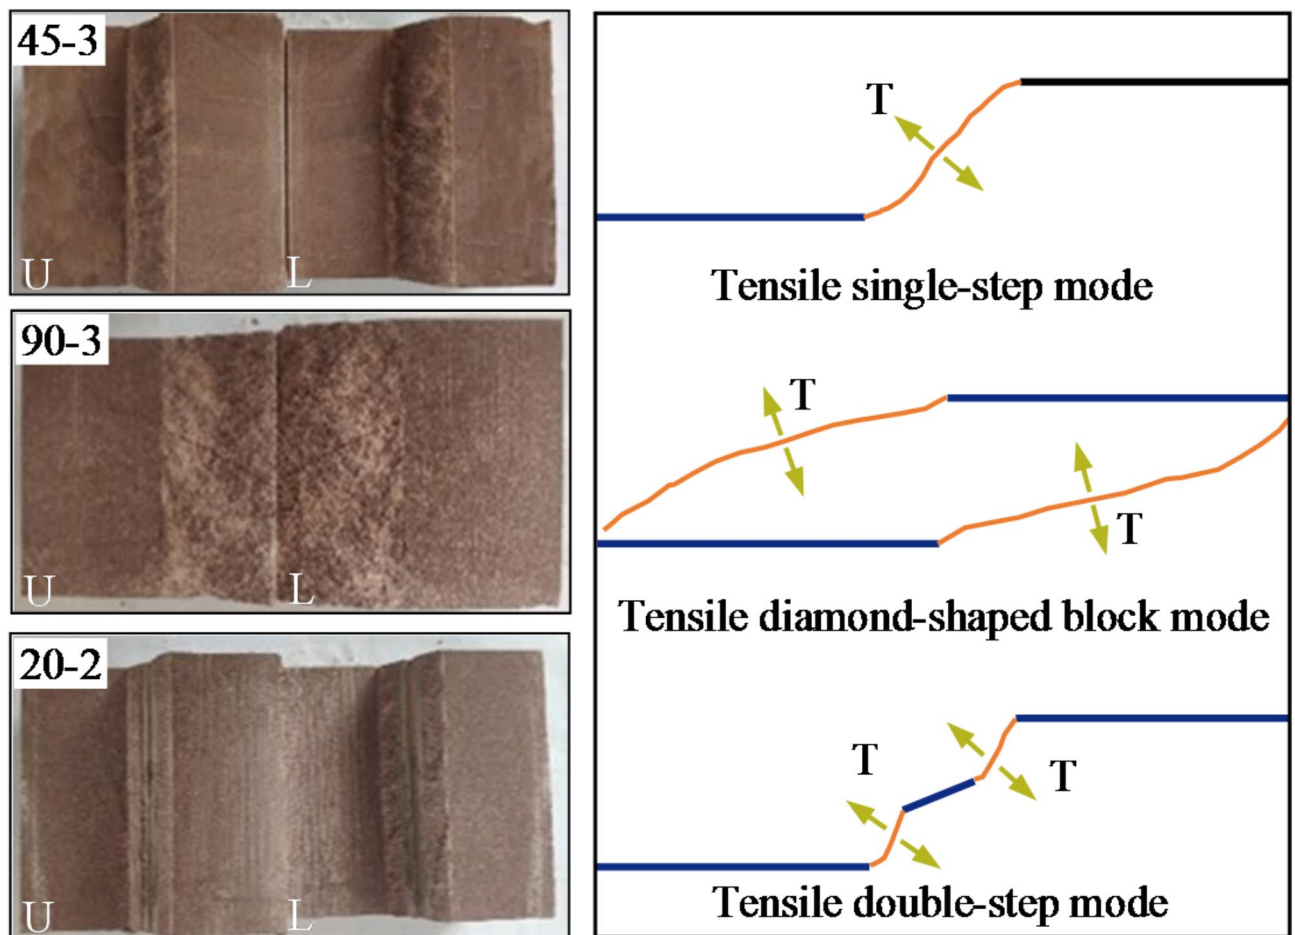 45-3
U
L
T
Tensile single-step mode
90-3
U
L
T
T
Tensile diamond-shaped block mode
20-2
U
L
T
T
Tensile double-step mode